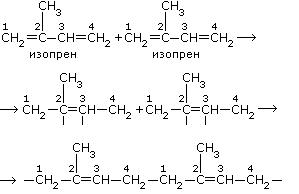 CH₃ CH₃
1 2 3 4 1 2 3 4
CH₂=C–CH=CH₂+CH₂=C–CH=CH₂ →
изопрен изопрен
CH₃ CH₃
1 2 3 4 1 2 3 4
→ CH₂–C=CH–CH₂+CH₂–C=CH–CH₂ →
CH₃ CH₃
1 2 3 4 1 2 3 4
→ –CH₂–C=CH–CH₂–CH₂–C=CH–CH₂–